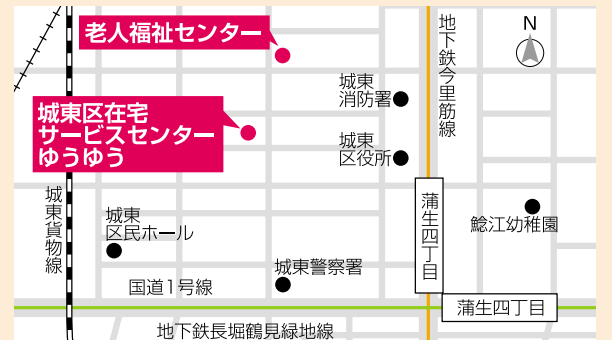 老人福祉センター
N
地下鉄今里筋線
城東
消防署
城東区在宅
サービスセンター
ゆうゆう
城東
区役所
城東貨物線
蒲生四丁目
城東
区民ホール
鯰江幼稚園
城東警察署
国道1号線
蒲生四丁目
地下鉄長堀鶴見緑地線